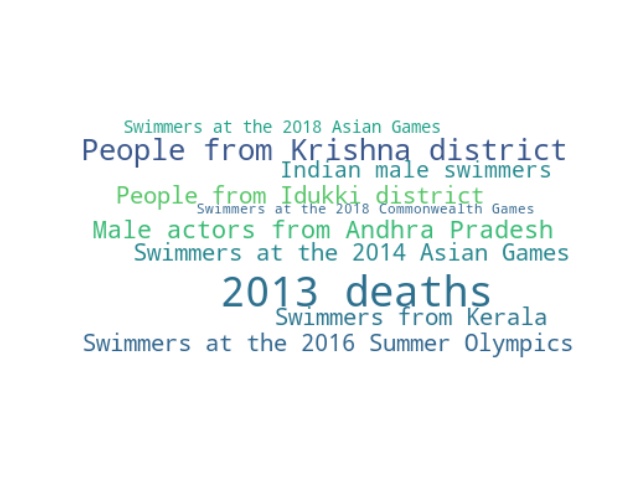 Swimmers at the 2018 Asian Games
People from Krishna district
Indian male swimmers
People from Idukki district
Swimmers at the 2018 Commonwealth Games
Male actors from Andhra Pradesh
Swimmers at the 2014 Asian Games
2013 deaths
Swimmers from Kerala
Swimmers at the 2016 Summer Olympics